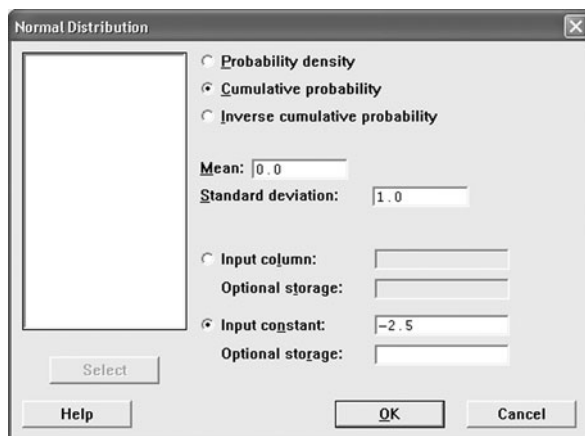 Normal Distribution
Probability density
Cumulative probability
Inverse cumulative probability
Mean: 0.0
Standard deviation: 1.0
Input column:
Optional storage:
Input constant: -2.5
Optional storage:
Select
Help
OK
Cancel